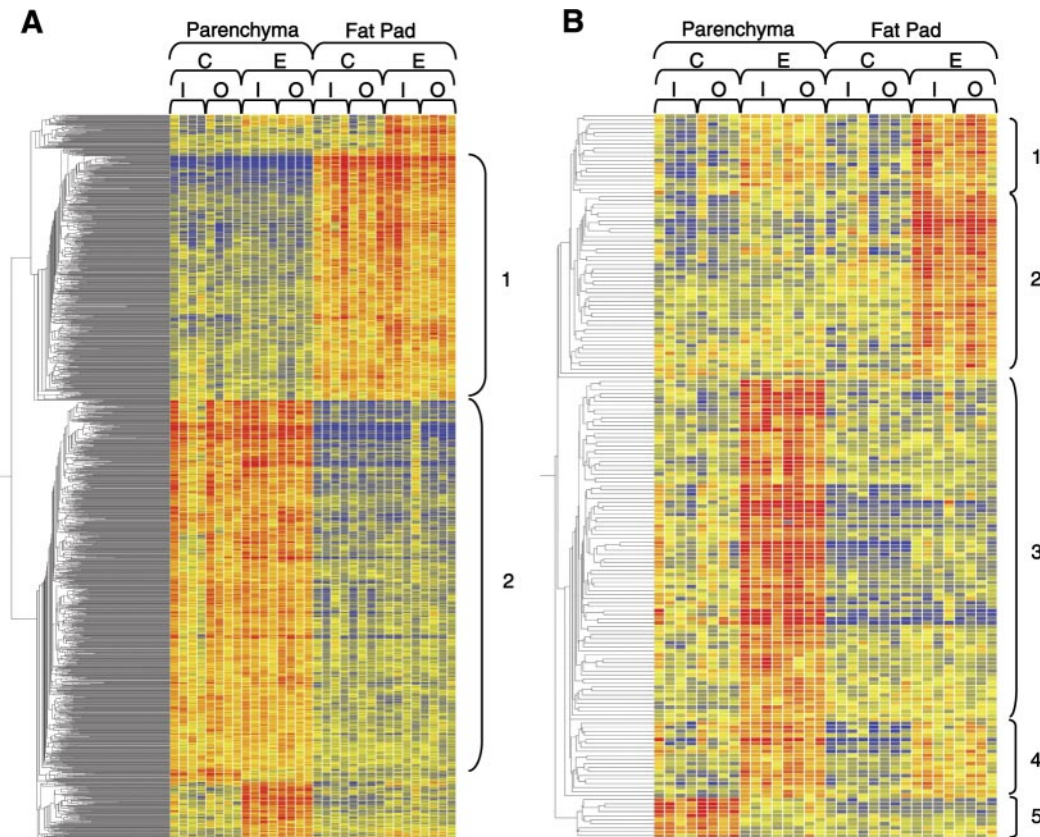 A
Parenchyma Fat Pad
C E C E
I O I O I O I O
1
2
B
Parenchyma Fat Pad
C E C E
I O I O I O I O
1
2
3
4
5